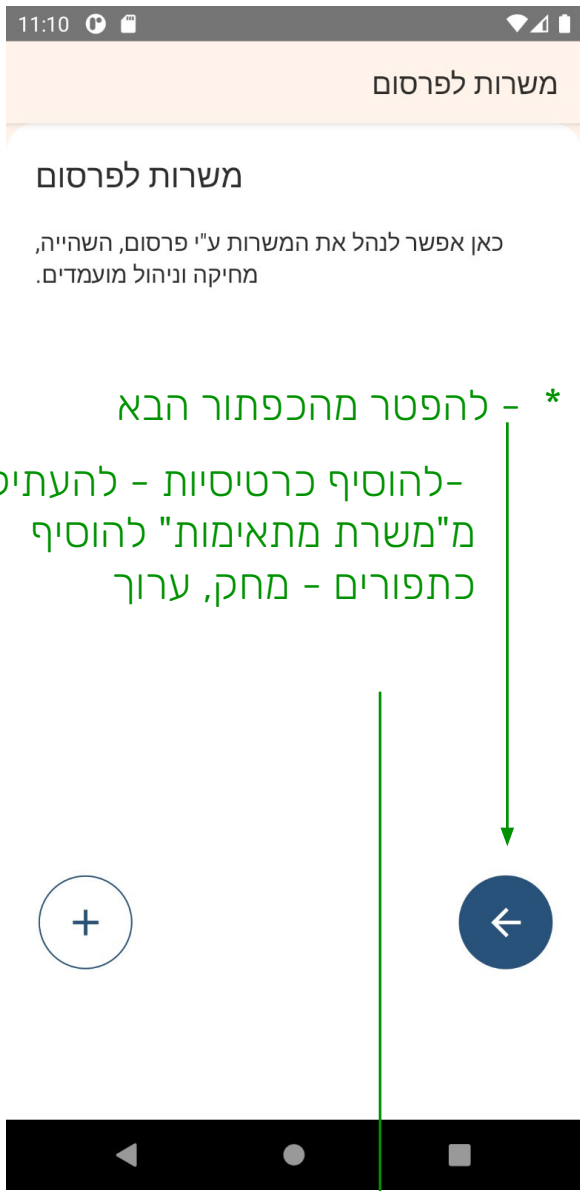 11:10
משרות לפרסום
משרות לפרסום
כאן אפשר לנהל את המשרות ע"י פרסום, השהייה,
מחיקה וניהול מועמדים.
* - להפטר מהכפתור הבא
-להוסיף כרטיסיות - להעתיק
מ"משרת מתאימות" להוסיף
כתפורים - מחק, ערוך